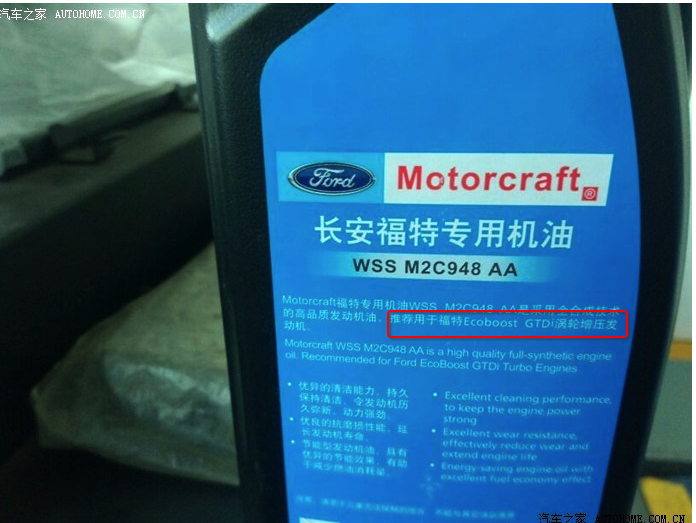 汽车之家 AUTOHOME.COM.CN
Ford
Motorcraft®
长安福特专用机油
WSS M2C948 AA
Motorcraft福特专用机油WSS M2C948 AA是采用全合成技术
的高品质发动机油，推荐用于福特Ecoboost GTDi涡轮增压发
动机。
Motorcraft WSS M2C948 AA is a high quality full-synthetic engine
oil. Recommended for Ford EcoBoost GTDi Turbo Engines
• 优异的清洁能力，持久
保持清洁，令发动机历
久弥新，动力强劲。
• 优良的抗磨损性能，延
长发动机寿命。
• 节能型发动机油，具有
优异的节能效果，有助
于减少燃油消耗量。
• Excellent cleaning performance,
to keep the engine power
strong
• Excellent wear resistance,
effectively reduce wear and
extend engine life
• Energy-saving engine oil with
excellent fuel economy effect
汽车之家 AUTOHOME.COM.CN